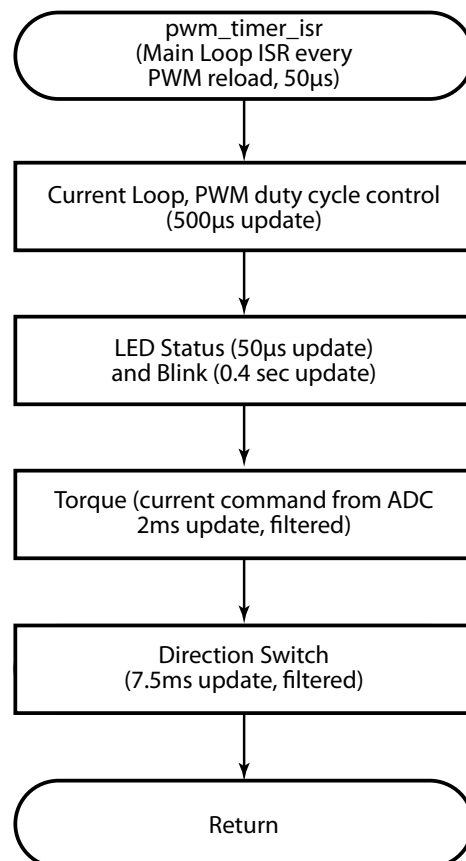 pwm_timer_isr
(Main Loop ISR every
PWM reload, 50µs)
Current Loop, PWM duty cycle control
(500µs update)
LED Status (50µs update)
and Blink (0.4 sec update)
Torque (current command from ADC
2ms update, filtered)
Direction Switch
(7.5ms update, filtered)
Return